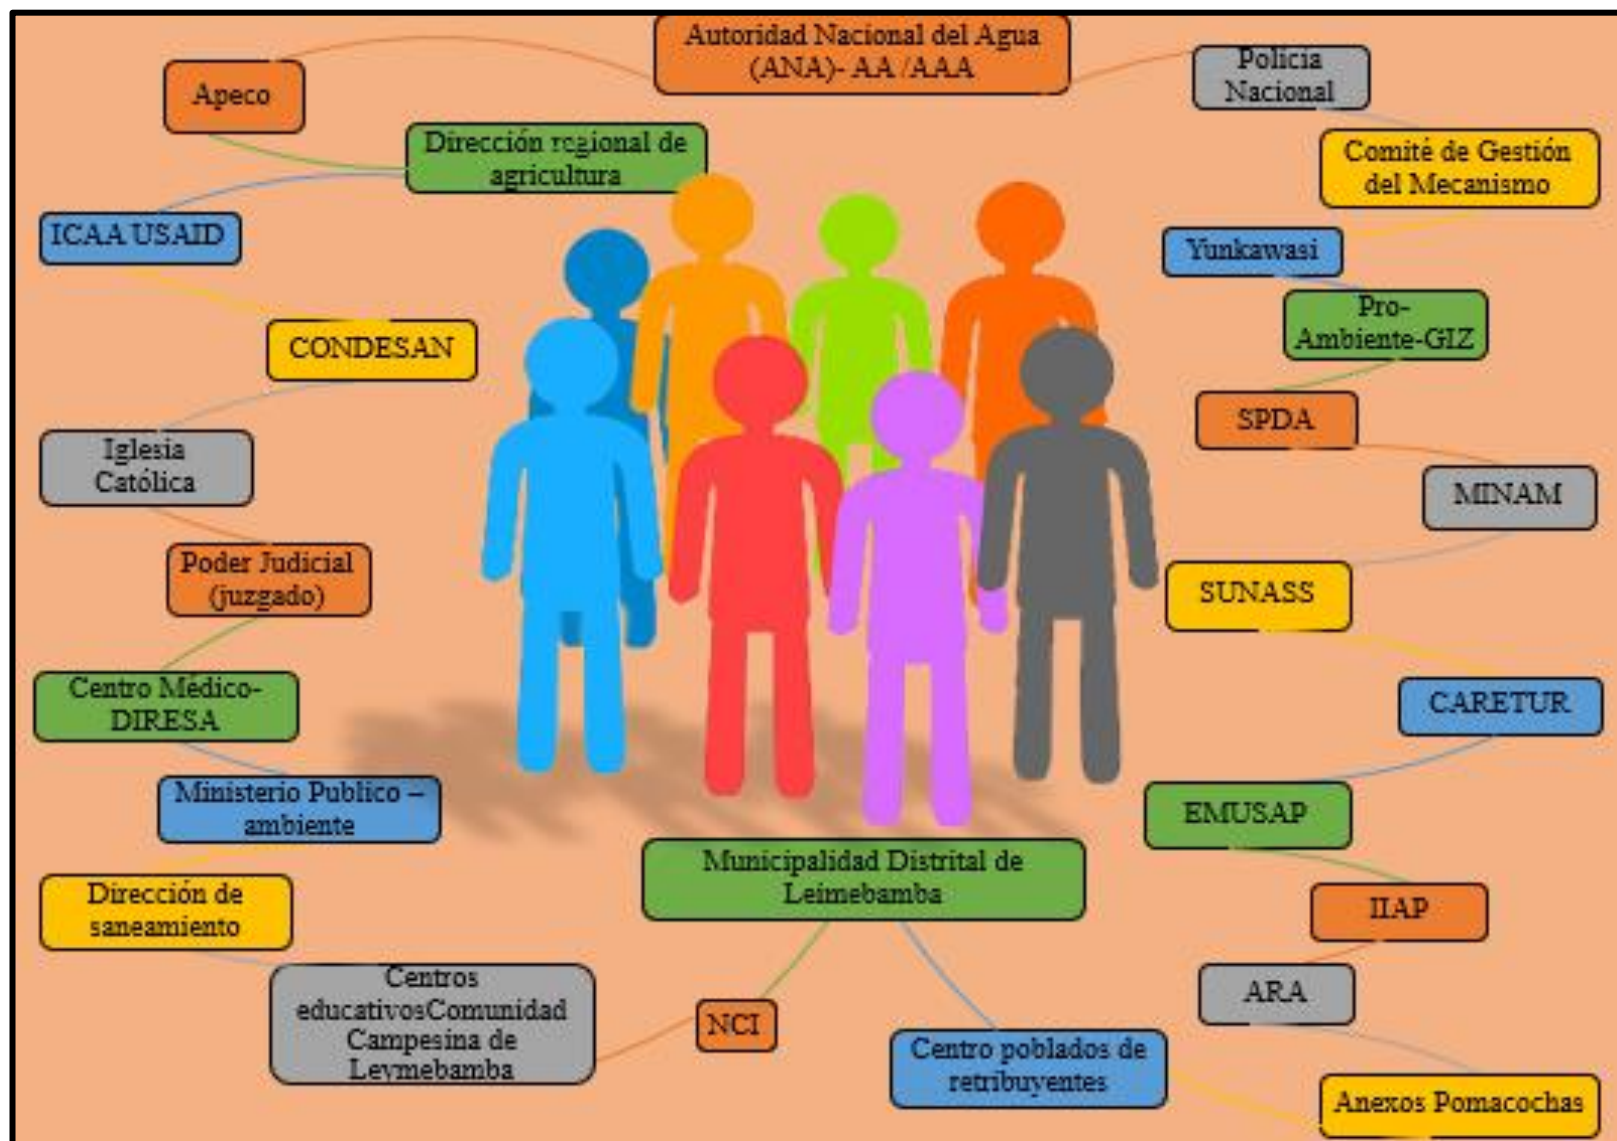 Autoridad Nacional del Agua
(ANA)- AA /AAA
Apeco
Dirección regional de
agricultura
ICAA USAID
CONDESAN
Iglesia
Católica
Poder Judicial
(juzgado)
Centro Médico-
DIRESA
Ministerio Publico –
ambiente
Dirección de
saneamiento
Centros
educativosComunidad
Campesina de
Leymebamba
NCI
Municipalidad Distrital de
Leimebamba
Centro poblados de
retribuyentes
Policía
Nacional
Comité de Gestión
del Mecanismo
Yunkawasi
Pro-
Ambiente-GIZ
SPDA
MINAM
SUNASS
CARETUR
EMUSAP
IIAP
ARA
Anexos Pomacochas